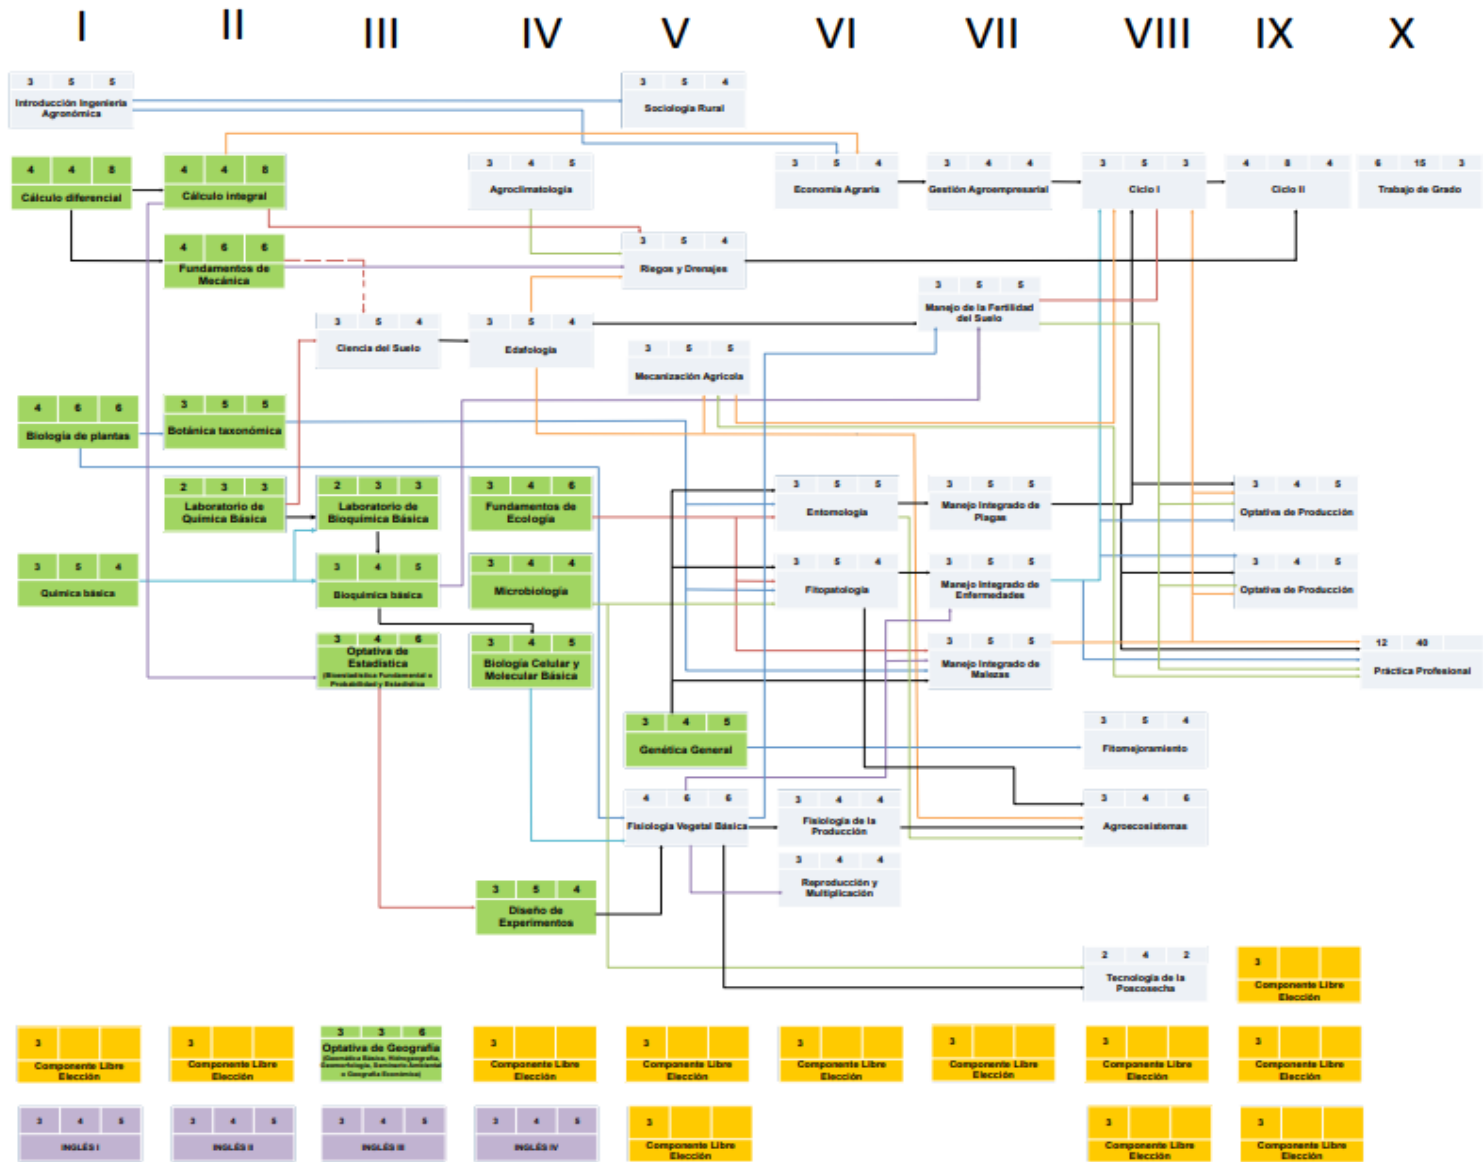 I II III IV V VI VII VIII IX X
3 5 5
Introducción Ingeniería
Agronómica
3 5 4
Sociología Rural
4 4 8
Cálculo diferencial
4 4 8
Cálculo integral
3 4 5
Agroclimatología
3 5 4
Economía Agraria
3 4 4
Gestión Agroempresarial
3 5 3
Ciclo I
4 8 4
Ciclo II
6 15 3
Trabajo de Grado
4 6 6
Fundamentos de
Mecánica
3 5 4
Riegos y Drenajes
3 5 5
Manejo de la Fertilidad
del Suelo
3 5 4
Ciencia del Suelo
3 5 4
Edafología
3 5 5
Mecanización Agrícola
4 6 6
Biología de plantas
3 5 5
Botánica taxonómica
2 3 3
Laboratorio de
Química Básica
2 3 3
Laboratorio de
Bioquímica Básica
3 4 6
Fundamentos de
Ecología
3 5 5
Entomología
3 5 5
Manejo Integrado de
Plagas
3 4 5
Optativa de Producción
3 5 4
Química básica
3 4 5
Bioquímica básica
3 4 4
Microbiología
3 5 4
Fitopatología
3 5 5
Manejo Integrado de
Enfermedades
3 4 5
Optativa de Producción
3 4 6
Optativa de
Estadística
(Bioestadística Fundamental o
Probabilidad y Estadística
3 4 5
Biología Celular y
Molecular Básica
3 5 5
Manejo Integrado de
Malezas
12 40
Práctica Profesional
3 4 5
Genética General
3 5 4
Fitomejoramiento
4 6 6
Fisiología Vegetal Básica
3 4 4
Fisiología de la
Producción
3 4 6
Agroecosistemas
3 4 4
Reproducción y
Multiplicación
3 5 4
Diseño de
Experimentos
2 4 2
Tecnología de la
Poscosecha
3
Componente Libre
Elección
3
Componente Libre
Elección
3
Componente Libre
Elección
3 3 6
Optativa de Geografía
(Geomática Básica, Hidrogeografía,
Geomorfología, Seminario Ambiental
o Geografía Económica)
3
Componente Libre
Elección
3
Componente Libre
Elección
3
Componente Libre
Elección
3
Componente Libre
Elección
3
Componente Libre
Elección
3
Componente Libre
Elección
3 4 5
INGLÉS I
3 4 5
INGLÉS II
3 4 5
INGLÉS III
3 4 5
INGLÉS IV
3
Componente Libre
Elección
3
Componente Libre
Elección
3
Componente Libre
Elección